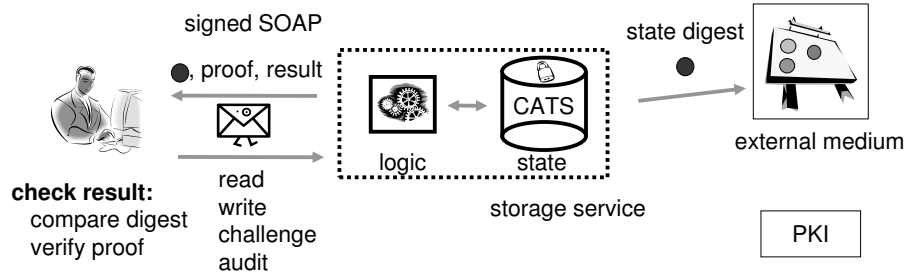 signed SOAP
, proof, result
check result:
compare digest
verify proof
read
write
challenge
audit
logic
CATS
state
storage service
state digest
external medium
PKI